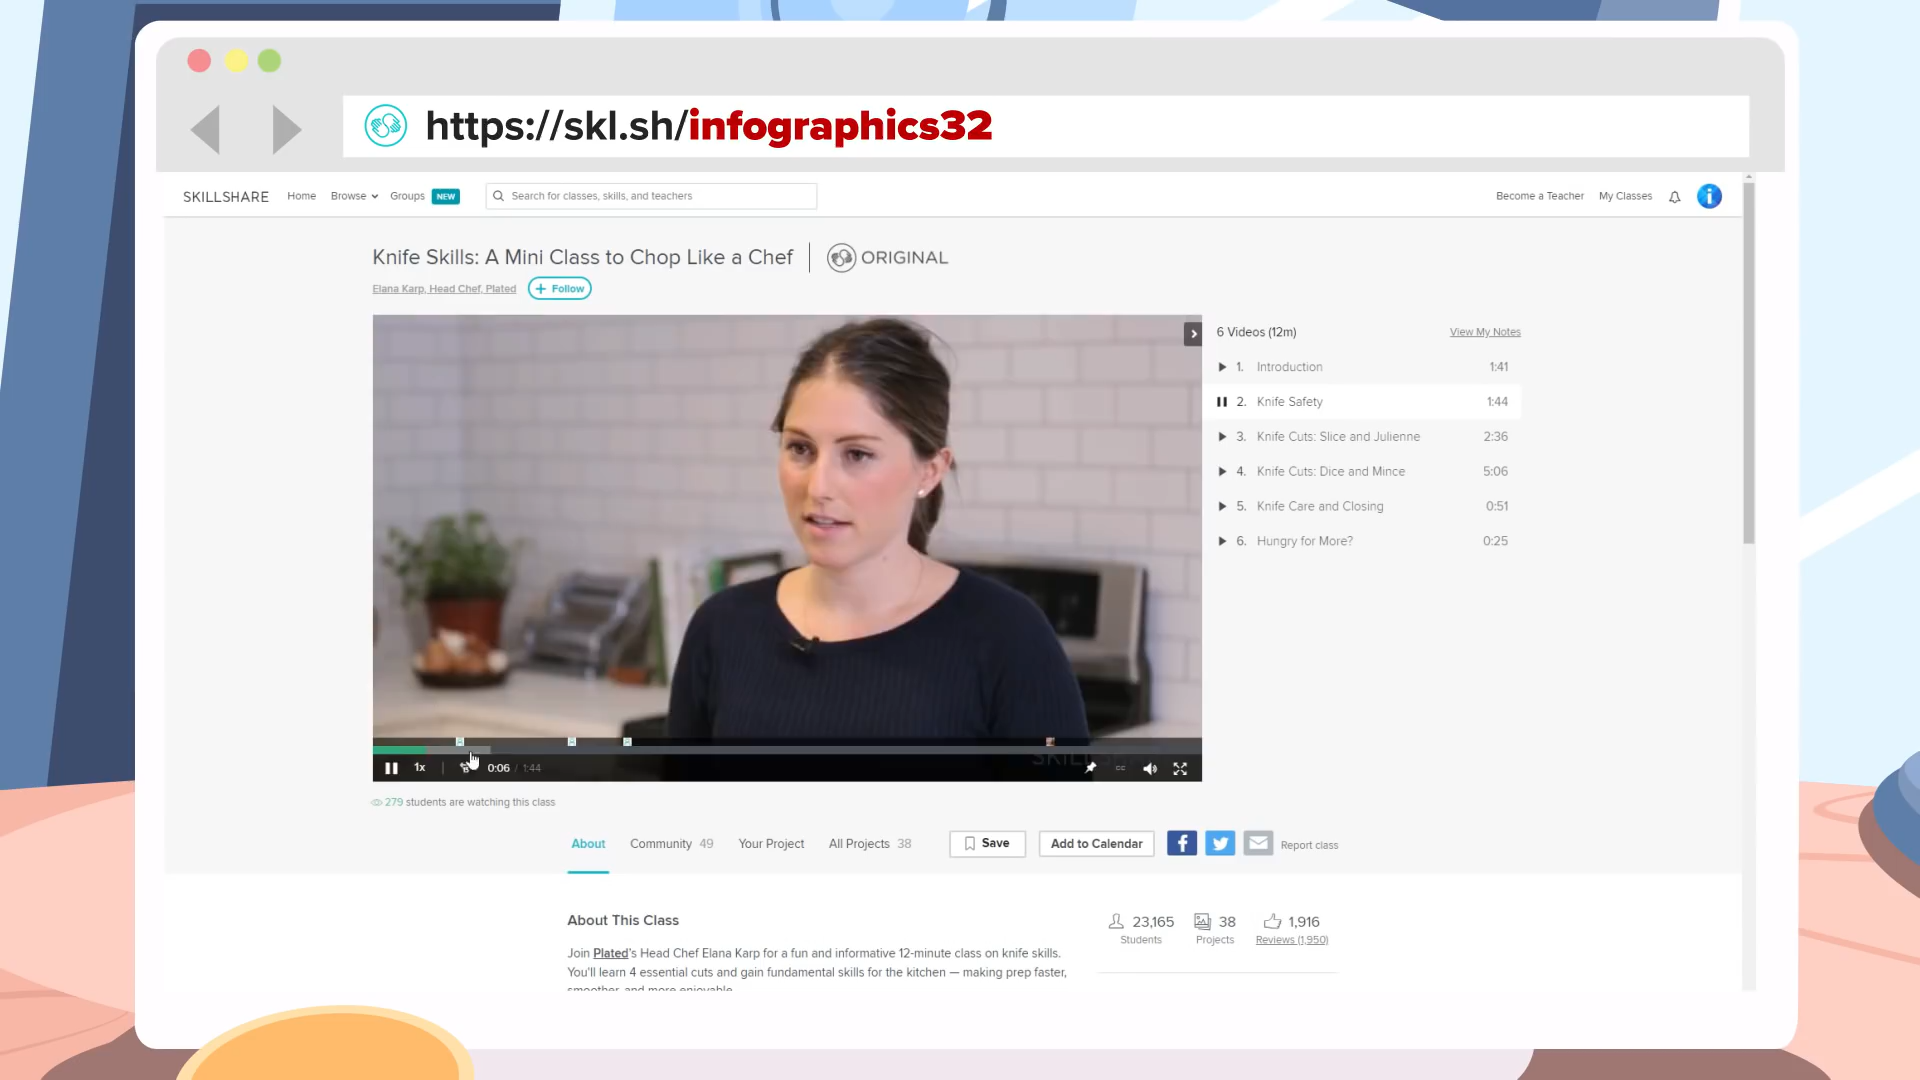 https://skl.sh/infographics32
SKILLSHARE Home Browse Groups NEW Search for classes, skills, and teachers Become a Teacher My Classes
Knife Skills: A Mini Class to Chop Like a Chef ORIGINAL
Elana Karp, Head Chef, Plated + Follow
6 Videos (12m) View My Notes
1. Introduction 1:41
2. Knife Safety 1:44
3. Knife Cuts: Slice and Julienne 2:36
4. Knife Cuts: Dice and Mince 5:06
5. Knife Care and Closing 0:51
6. Hungry for More? 0:25
SKILLSHARE
1x 15 0:06 / 1:44 CC
279 students are watching this class
About Community 49 Your Project All Projects 38 Save Add to Calendar Report class
About This Class
23,165 38 1,916
Students Projects Reviews (1,950)
Join Plated's Head Chef Elana Karp for a fun and informative 12-minute class on knife skills.
You'll learn 4 essential cuts and gain fundamental skills for the kitchen — making prep faster,
smoother, and more enjoyable.